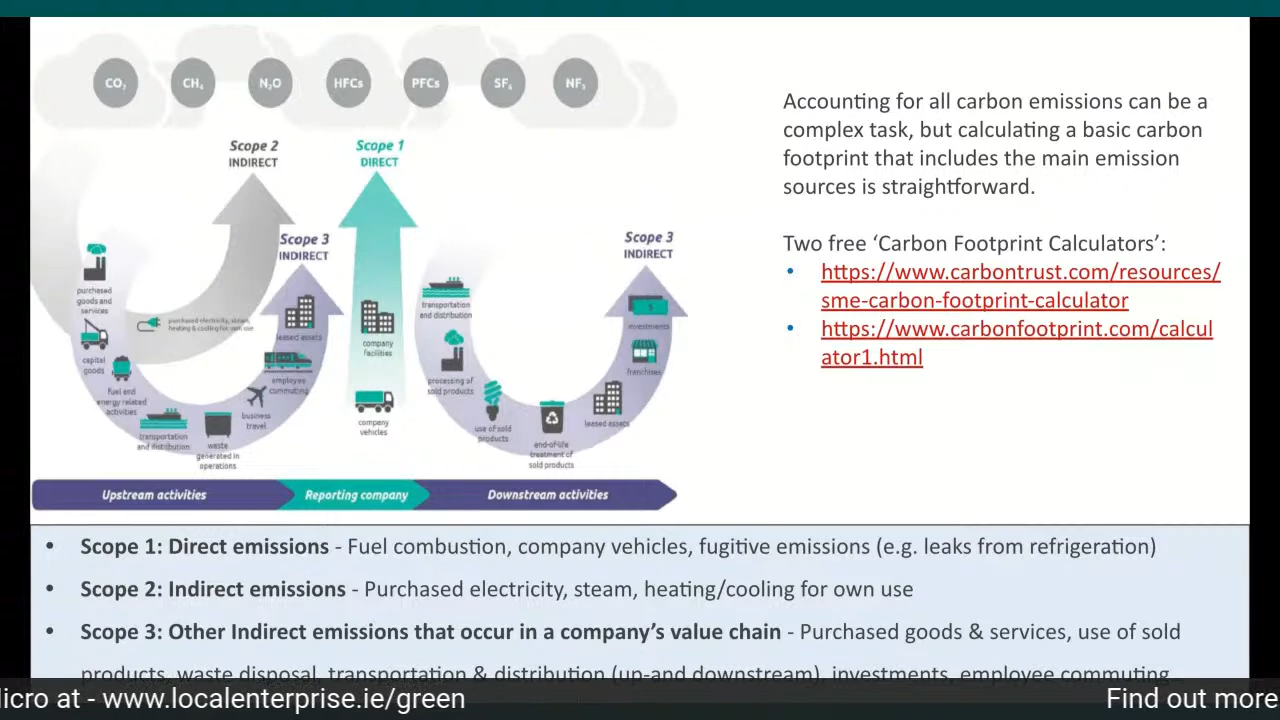 CO₂ CH₄ N₂O HFCs PFCs SF₆ NF₃
Scope 2
INDIRECT
Scope 1
DIRECT
Scope 3
INDIRECT
Scope 3
INDIRECT
purchased
goods and
services
capital
goods
fuel end
energy related
activities
transportation
and distribution
waste
generated in
operations
business
travel
employee
commuting
leased assets
purchased electricity, steam,
heating & cooling for own use
company
facilities
company
vehicles
transportation
and distribution
processing of
sold products
use of sold
products
end-of-life
treatment of
sold products
leased assets
franchises
investments
Upstream activities
Reporting company
Downstream activities
Accounting for all carbon emissions can be a
complex task, but calculating a basic carbon
footprint that includes the main emission
sources is straightforward.
Two free ‘Carbon Footprint Calculators’:
• https://www.carbontrust.com/resources/
sme-carbon-footprint-calculator
• https://www.carbonfootprint.com/calcul
ator1.html
• Scope 1: Direct emissions - Fuel combustion, company vehicles, fugitive emissions (e.g. leaks from refrigeration)
• Scope 2: Indirect emissions - Purchased electricity, steam, heating/cooling for own use
• Scope 3: Other Indirect emissions that occur in a company’s value chain - Purchased goods & services, use of sold
products, waste disposal, transportation & distribution (up-and downstream), investments, employee commuting...
Micro at - www.localenterprise.ie/green
Find out more